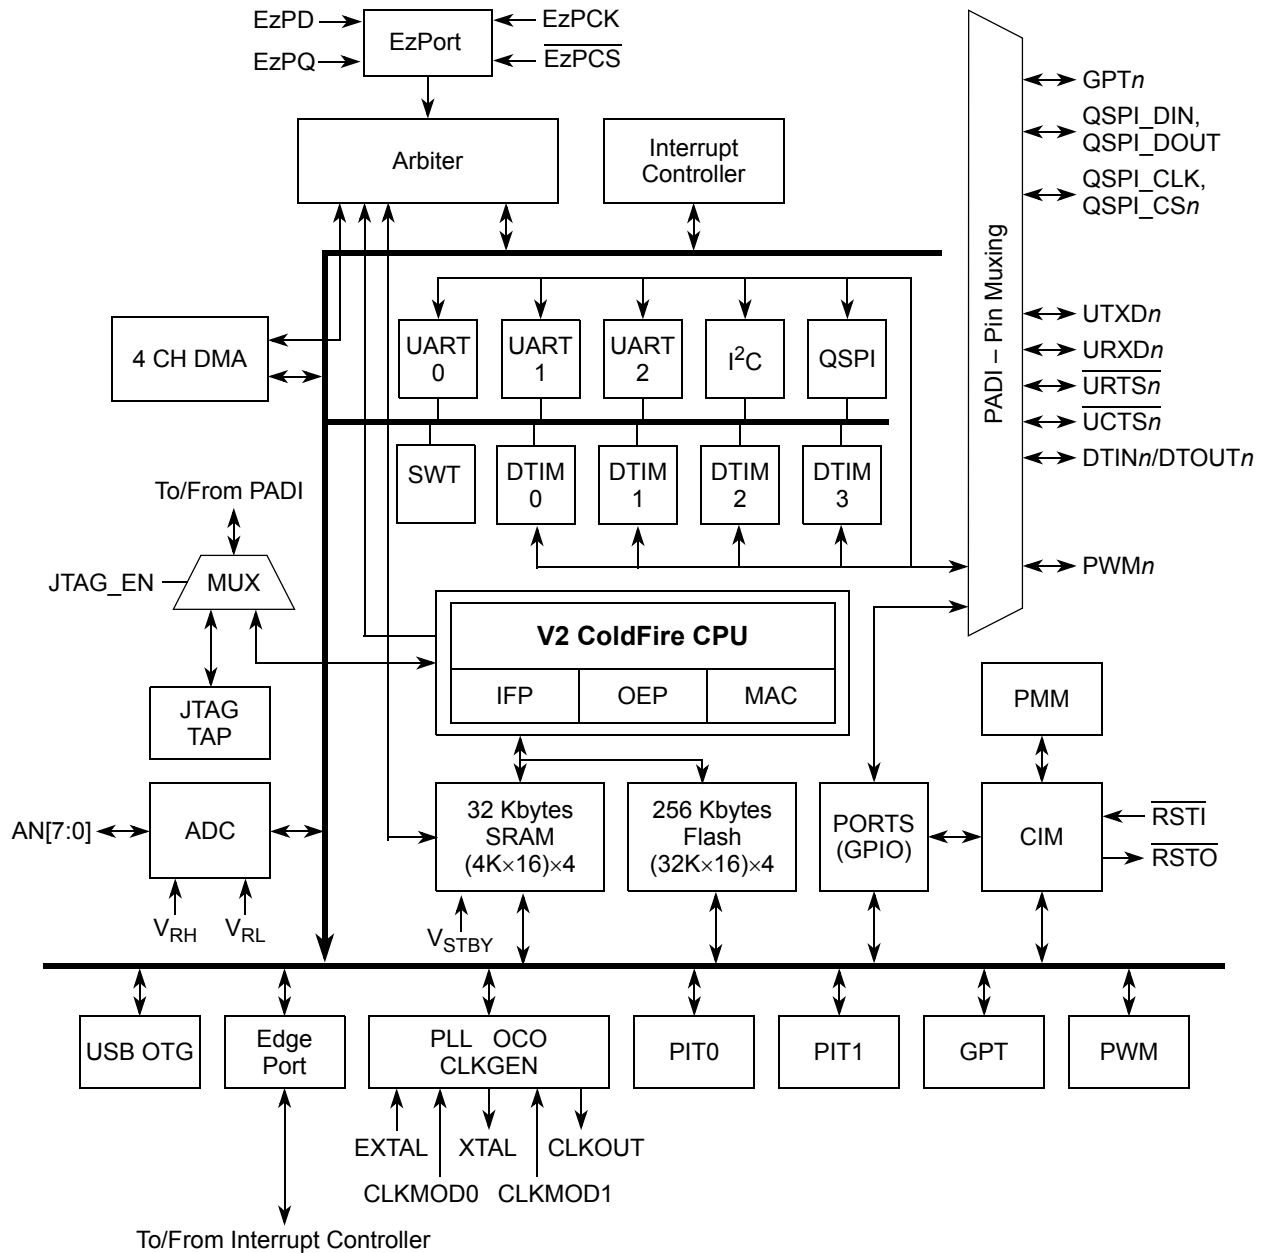 EzPD
EzPQ
EzPort
EzPCK
EzPCS
Arbiter
Interrupt
Controller
PADI – Pin Muxing
GPTn
QSPI_DIN,
QSPI_DOUT
QSPI_CLK,
QSPI_CSn
UTXDn
URXDn
URTSn
UCTSn
DTINn/DTOUTn
PWMn
4 CH DMA
UART
0
UART
1
UART
2
I²C
QSPI
SWT
DTIM
0
DTIM
1
DTIM
2
DTIM
3
To/From PADI
JTAG_EN
MUX
JTAG
TAP
V2 ColdFire CPU
IFP
OEP
MAC
PMM
AN[7:0]
ADC
VRH
VRL
32 Kbytes
SRAM
(4K×16)×4
VSTBY
256 Kbytes
Flash
(32K×16)×4
PORTS
(GPIO)
CIM
RSTI
RSTO
USB OTG
Edge
Port
PLL OCO
CLKGEN
PIT0
PIT1
GPT
PWM
EXTAL
XTAL
CLKOUT
CLKMOD0
CLKMOD1
To/From Interrupt Controller